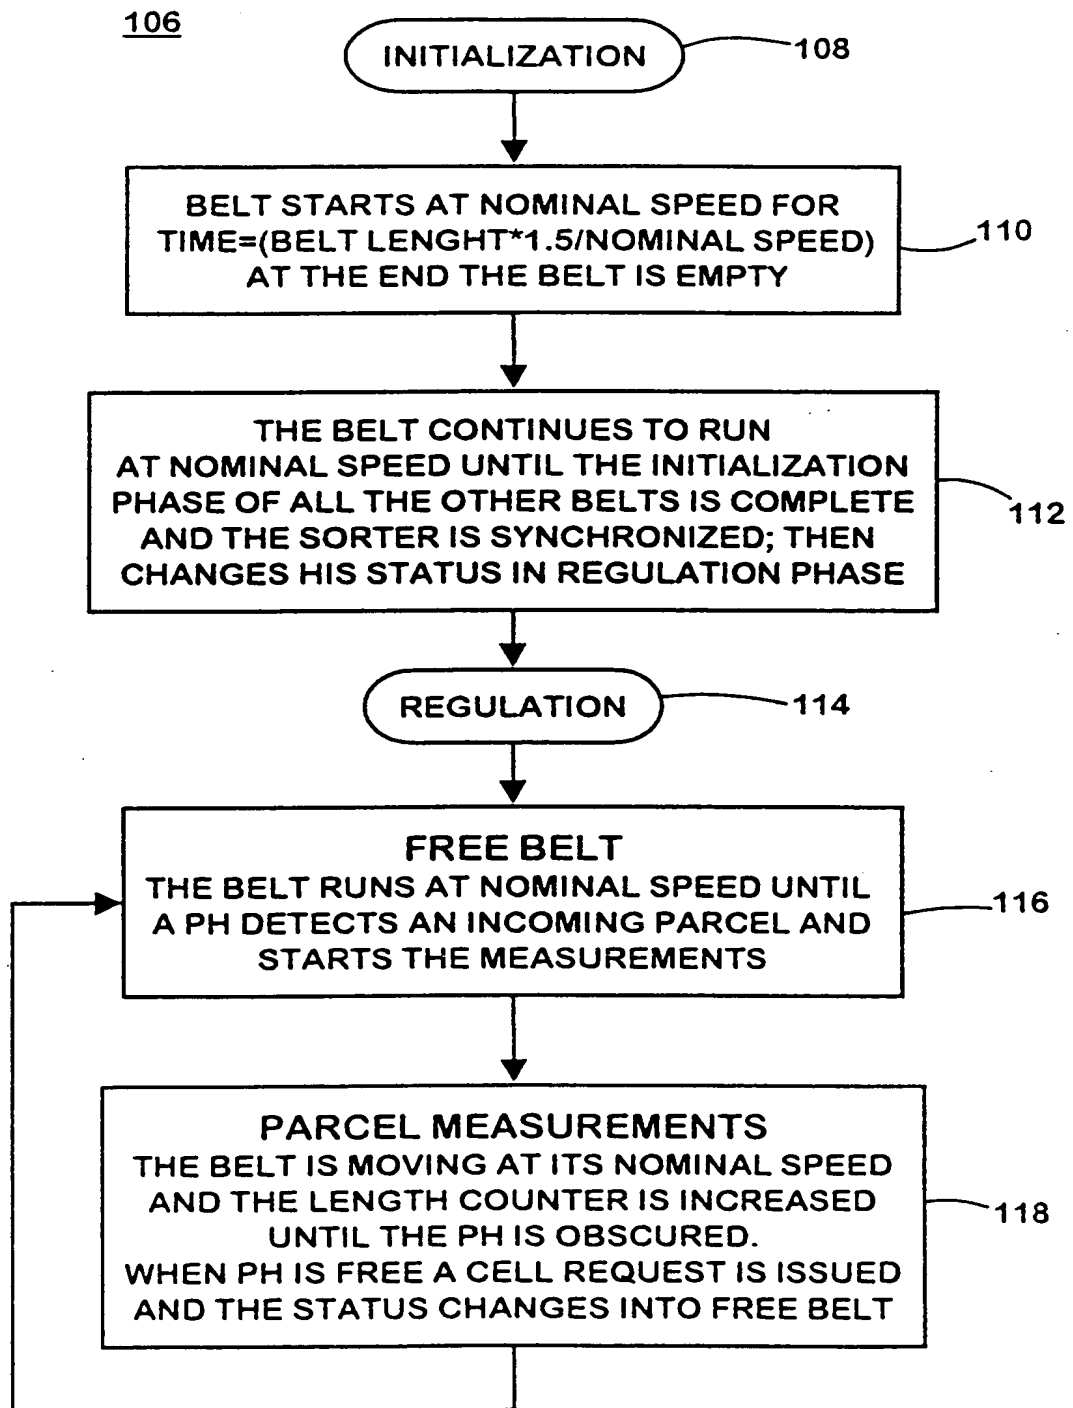 106
INITIALIZATION
108
BELT STARTS AT NOMINAL SPEED FOR
TIME=(BELT LENGHT*1.5/NOMINAL SPEED)
AT THE END THE BELT IS EMPTY
110
THE BELT CONTINUES TO RUN
AT NOMINAL SPEED UNTIL THE INITIALIZATION
PHASE OF ALL THE OTHER BELTS IS COMPLETE
AND THE SORTER IS SYNCHRONIZED; THEN
CHANGES HIS STATUS IN REGULATION PHASE
112
REGULATION
114
FREE BELT
THE BELT RUNS AT NOMINAL SPEED UNTIL
A PH DETECTS AN INCOMING PARCEL AND
STARTS THE MEASUREMENTS
116
PARCEL MEASUREMENTS
THE BELT IS MOVING AT ITS NOMINAL SPEED
AND THE LENGTH COUNTER IS INCREASED
UNTIL THE PH IS OBSCURED.
WHEN PH IS FREE A CELL REQUEST IS ISSUED
AND THE STATUS CHANGES INTO FREE BELT
118